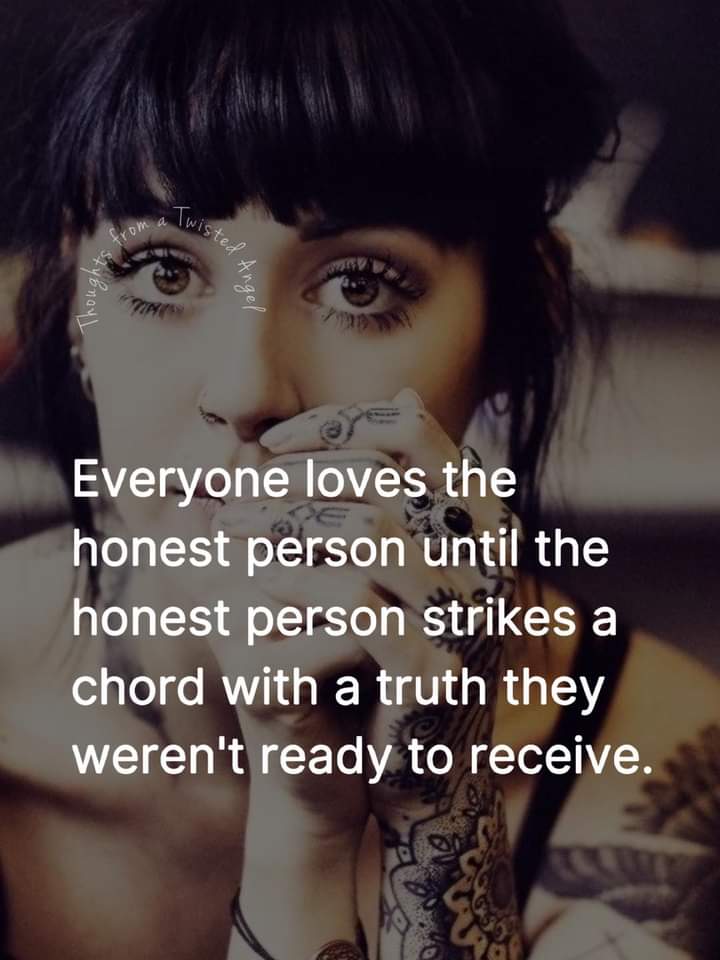 Thoughts from a Twisted Angel
Everyone loves the
honest person until the
honest person strikes a
chord with a truth they
weren't ready to receive.